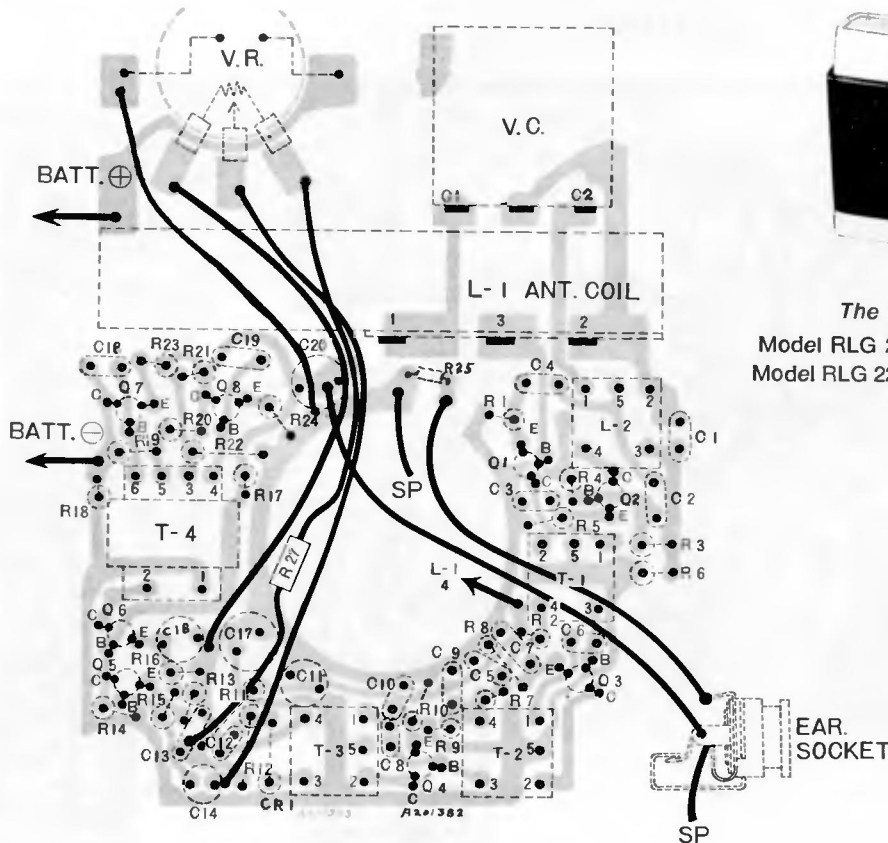 V.R.
V.C.
BATT. ⊕
C1
C2
L-1 ANT. COIL
1
3
2
The
Model RLG 2
Model RLG 22
C18
R23
R21
C19
C20
R25
C4
1
5
2
C
Q7
E
C
Q8
E
R24
R1
E
L-2
C1
B
R20
B
BATT. ⊖
R19
R22
Q1
B
4
3
C
C
R4
6
5
3
4
R17
SP
C3
B
Q2
C2
R18
E
R5
T-4
R27
2
5
1
R3
L-1
4
T-1
R6
2
1
4
3
C
Q6
C18
C17
R8
R2
C6
B
E
C9
C7
E
B
Q5
R16
R13
C11
C10
C5
Q3
C
E
R11
R7
C
R15
B
R10
R14
4
E
R9
4
1
C13
C12
T-3
5
T-2
5
EAR.
SOCKET
C8
B
R12
3
2
Q4
3
2
C14
CR1
C
A201382
SP